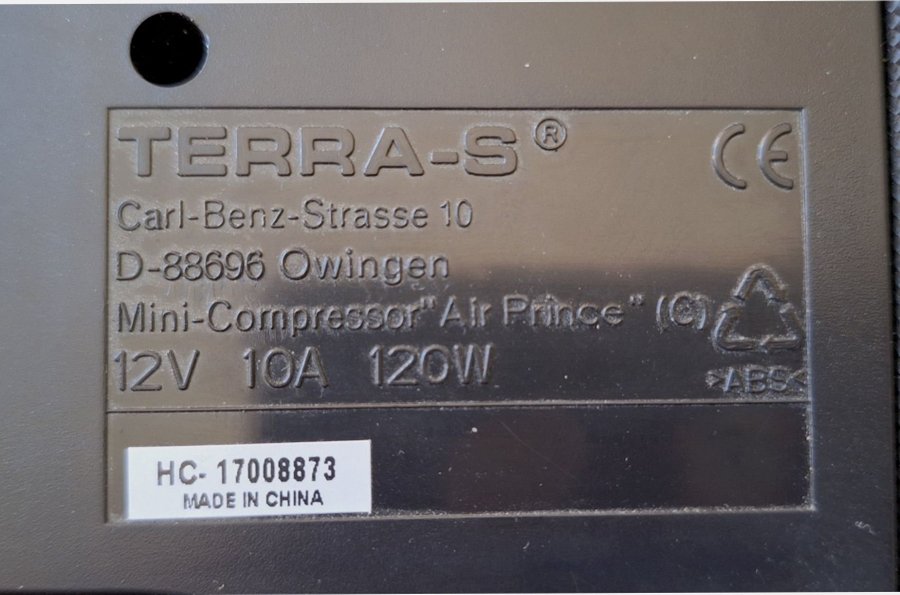 TERRA-S®
CE
Carl-Benz-Strasse 10
D-88696 Owingen
Mini-Compressor "Air Prince" (G)
12V 10A 120W
>ABS<
HC- 17008873
MADE IN CHINA